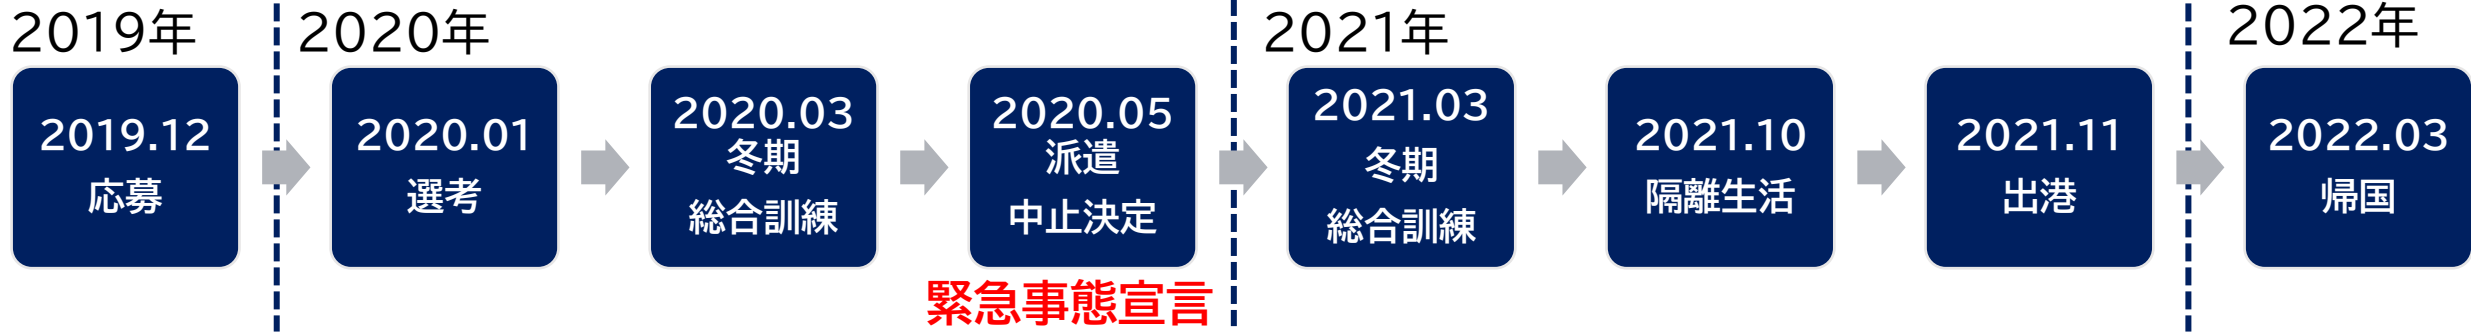 2019年
2020年
2021年
2022年
2019.12
応募
2020.01
選考
2020.03
冬期
総合訓練
2020.05
派遣
中止決定
緊急事態宣言
2021.03
冬期
総合訓練
2021.10
隔離生活
2021.11
出港
2022.03
帰国